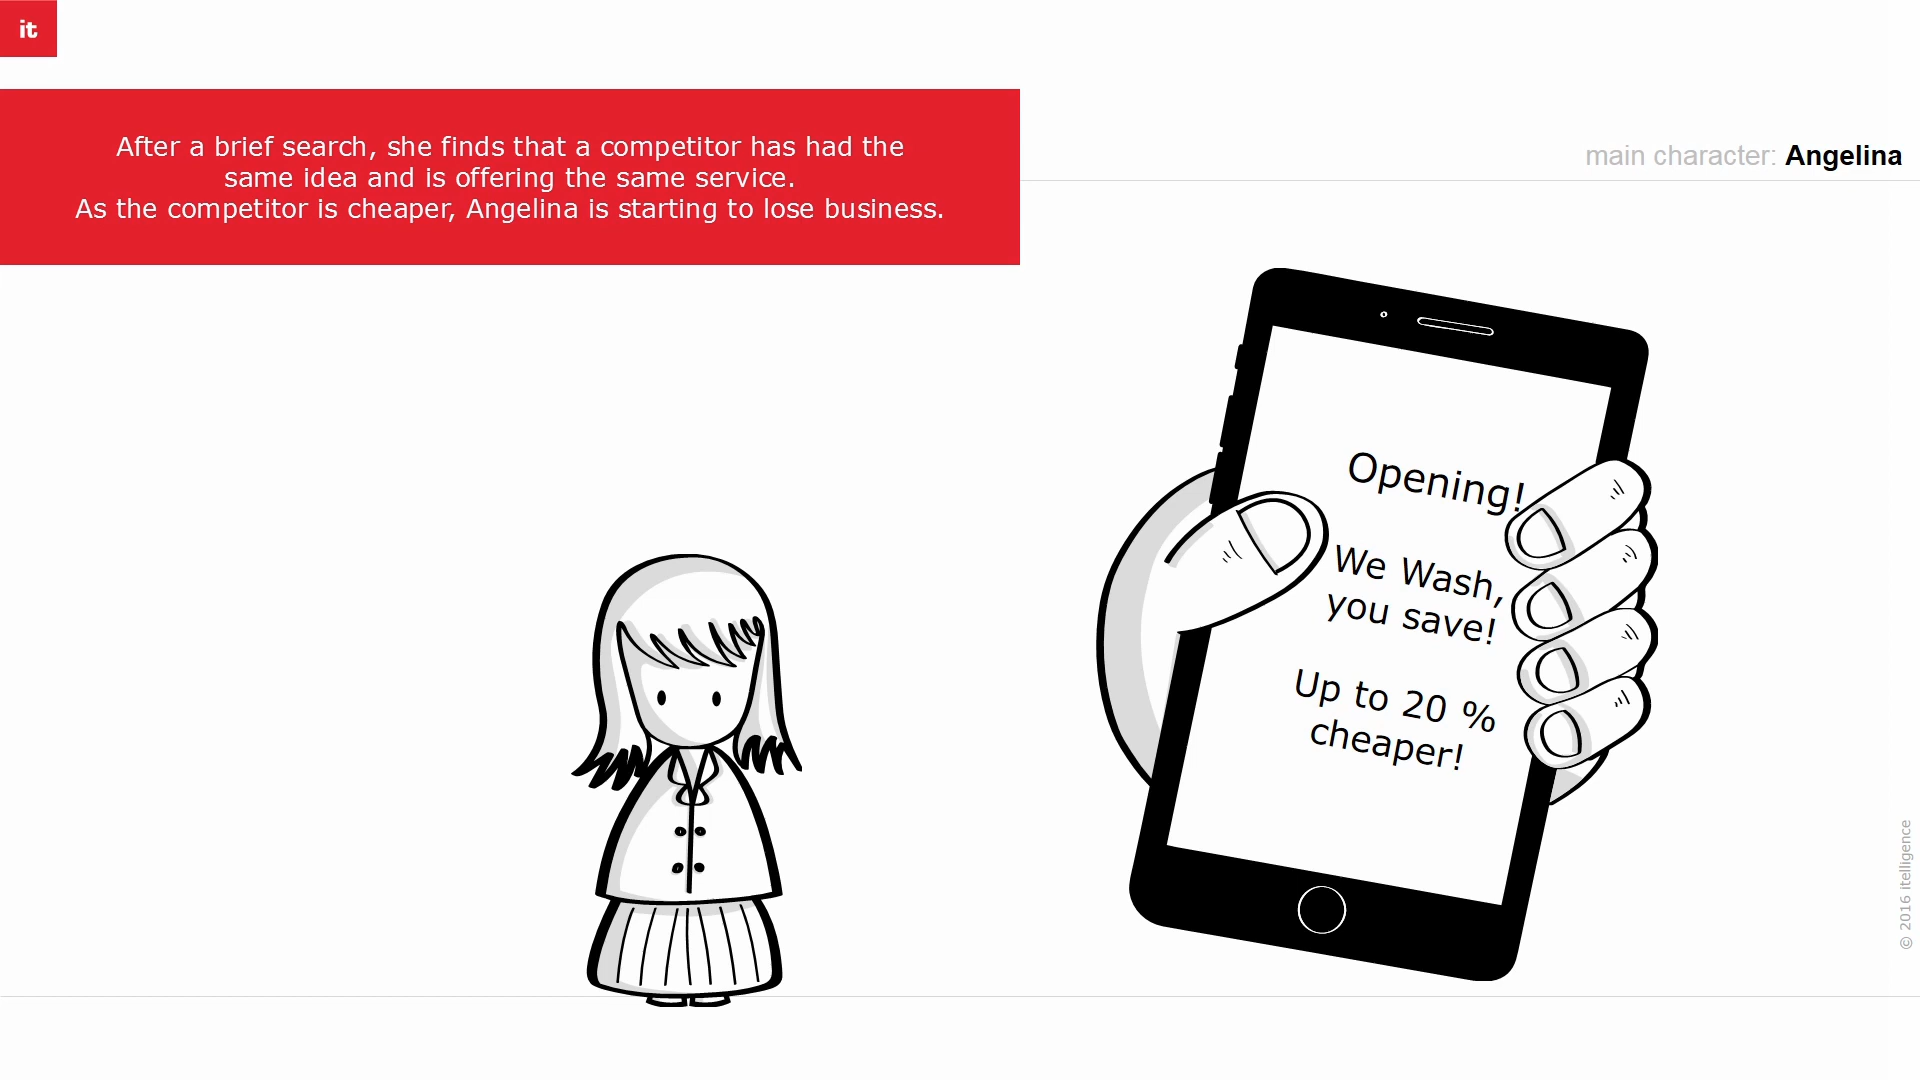 it
After a brief search, she finds that a competitor has had the
same idea and is offering the same service.
As the competitor is cheaper, Angelina is starting to lose business.
main character: Angelina
Opening!
We Wash,
you save!
Up to 20 %
cheaper!
© 2016 itelligence